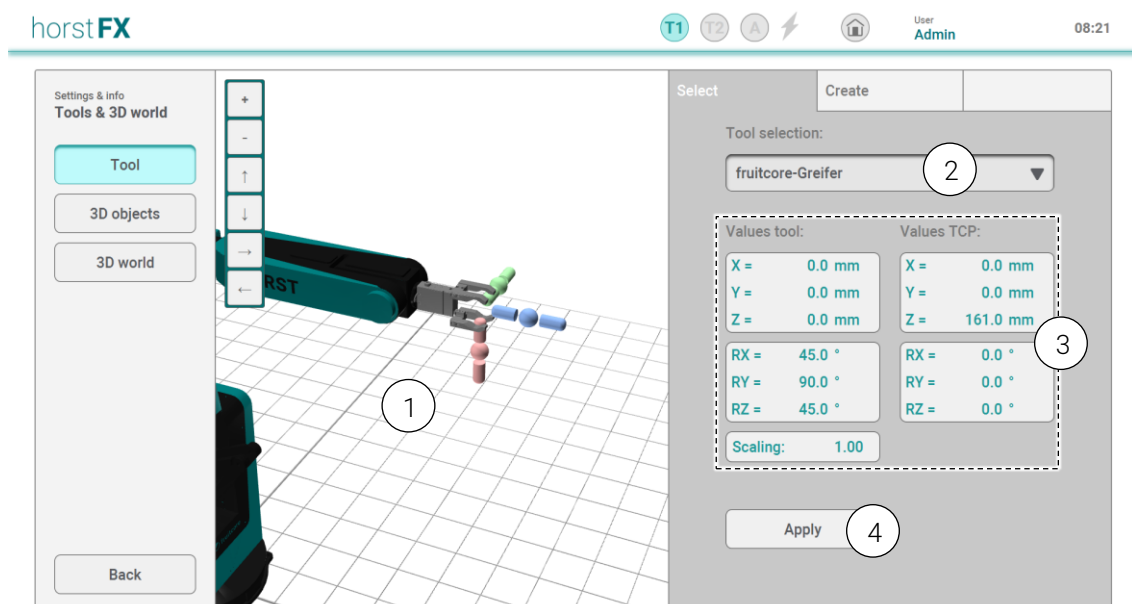 horstFX
T1 T2 A
User
Admin
08:21
Settings & info
Tools & 3D world
Tool
3D objects
3D world
Back
+
-
↑
↓
→
←
RST
1
Select
Create
Tool selection:
fruitcore-Greifer
2
Values tool:
X = 0.0 mm
Y = 0.0 mm
Z = 0.0 mm
RX = 45.0 °
RY = 90.0 °
RZ = 45.0 °
Scaling: 1.00
Values TCP:
X = 0.0 mm
Y = 0.0 mm
Z = 161.0 mm
RX = 0.0 °
RY = 0.0 °
RZ = 0.0 °
3
Apply
4